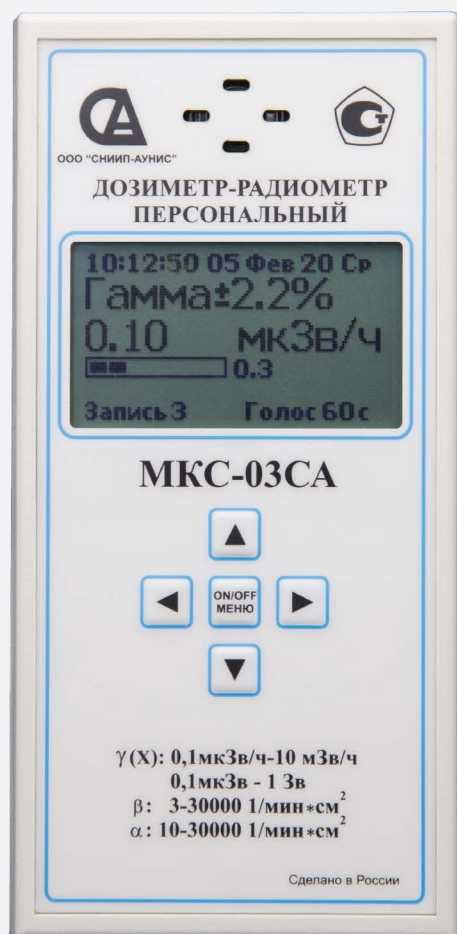 ООО "СНИИП-АУНИС"
ДОЗИМЕТР-РАДИОМЕТР
ПЕРСОНАЛЬНЫЙ
10:12:50 05 Фев 20 Ср
Гамма±2.2%
0.10 мкЗв/ч
0.3
Запись 3 Голос 60с
МКС-03СА
ON/OFF
МЕНЮ
γ(X): 0,1мкЗв/ч-10 мЗв/ч
0,1мкЗв - 1 Зв
β: 3-30000 1/мин*см²
α: 10-30000 1/мин*см²
Сделано в России